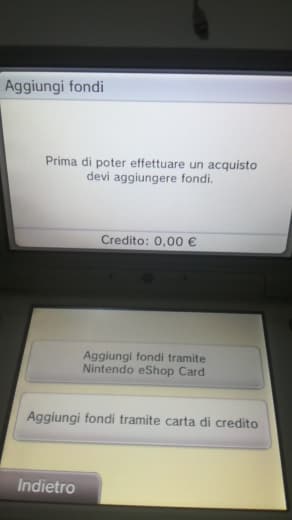 Aggiungi fondi
Prima di poter effettuare un acquisto
devi aggiungere fondi.
Credito: 0,00 €
Aggiungi fondi tramite
Nintendo eShop Card
Aggiungi fondi tramite carta di credito
Indietro